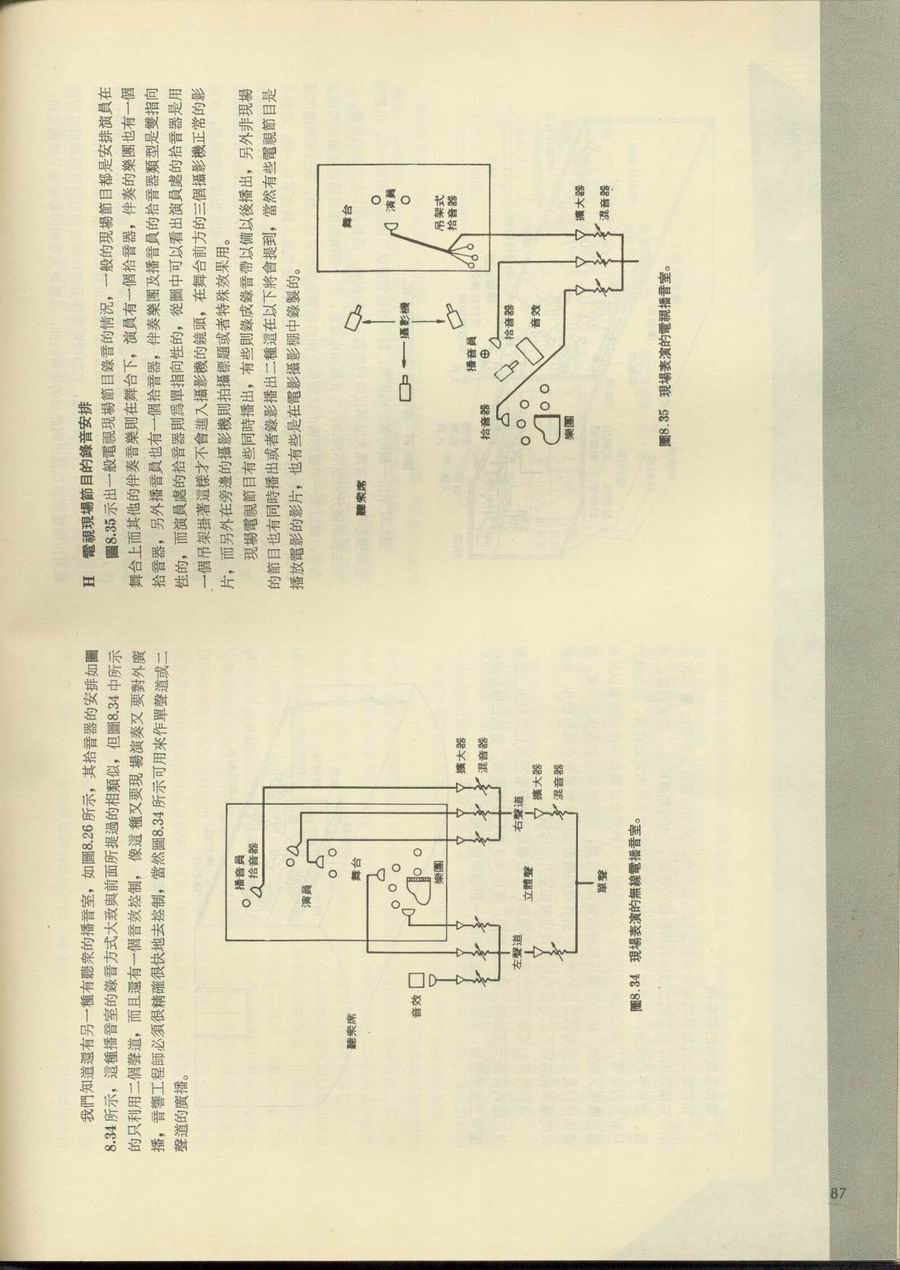 我們知道還有另一種有聽衆的播音室，如圖8.26所示，其拾音器的安排如圖
8.34所示，這種播音室的錄音方式大致與前面所提過的相類似，但圖8.34中所示
的只利用二個聲道，而且還有一個音效控制，像這種又要現場演奏又要對外廣
播，音響工程師必須很精確很快地去控制，當然圖8.34所示可用來作單聲道或二
聲道的廣播。
播音員
拾音器
演員
舞台
樂團
音效
聽衆席
擴大器
混音器
左聲道
右聲道
立體聲
擴大器
混音器
單聲
圖8.34 現場表演的無線電播音室。
H 電視現場節目的錄音安排
圖8.35示出一般電視現場節目錄音的情況，一般的現場節目都是安排演員在
舞台上而其他的伴奏音樂則在舞台下，演員有一個拾音器，伴奏的樂團也有一個
拾音器，另外播音員也有一個拾音器，伴奏樂團及播音員的拾音器類型是雙指向
性的，而演員處的拾音器則爲單指向性的，從圖中可以看出演員處的拾音器是用
一個吊架掛著這樣才不會進入攝影機的鏡頭，在舞台前方的三個攝影機正常的影
片，而另外在旁邊的攝影機則拍攝標題或者特殊效果用。
現場電視節目有些同時播出，有些則錄成錄音帶以備以後播出，另外非現場
的節目也有同時播出或者錄影播出二種這在以下將會提到，當然有些電視節目是
播放電影的影片，也有些是在電影攝影棚中錄製的。
舞台
演員
吊架式
拾音器
攝影機
聽衆席
播音員
拾音器
音效
拾音器
樂團
擴大器
混音器
圖8.35 現場表演的電視播音室。
87